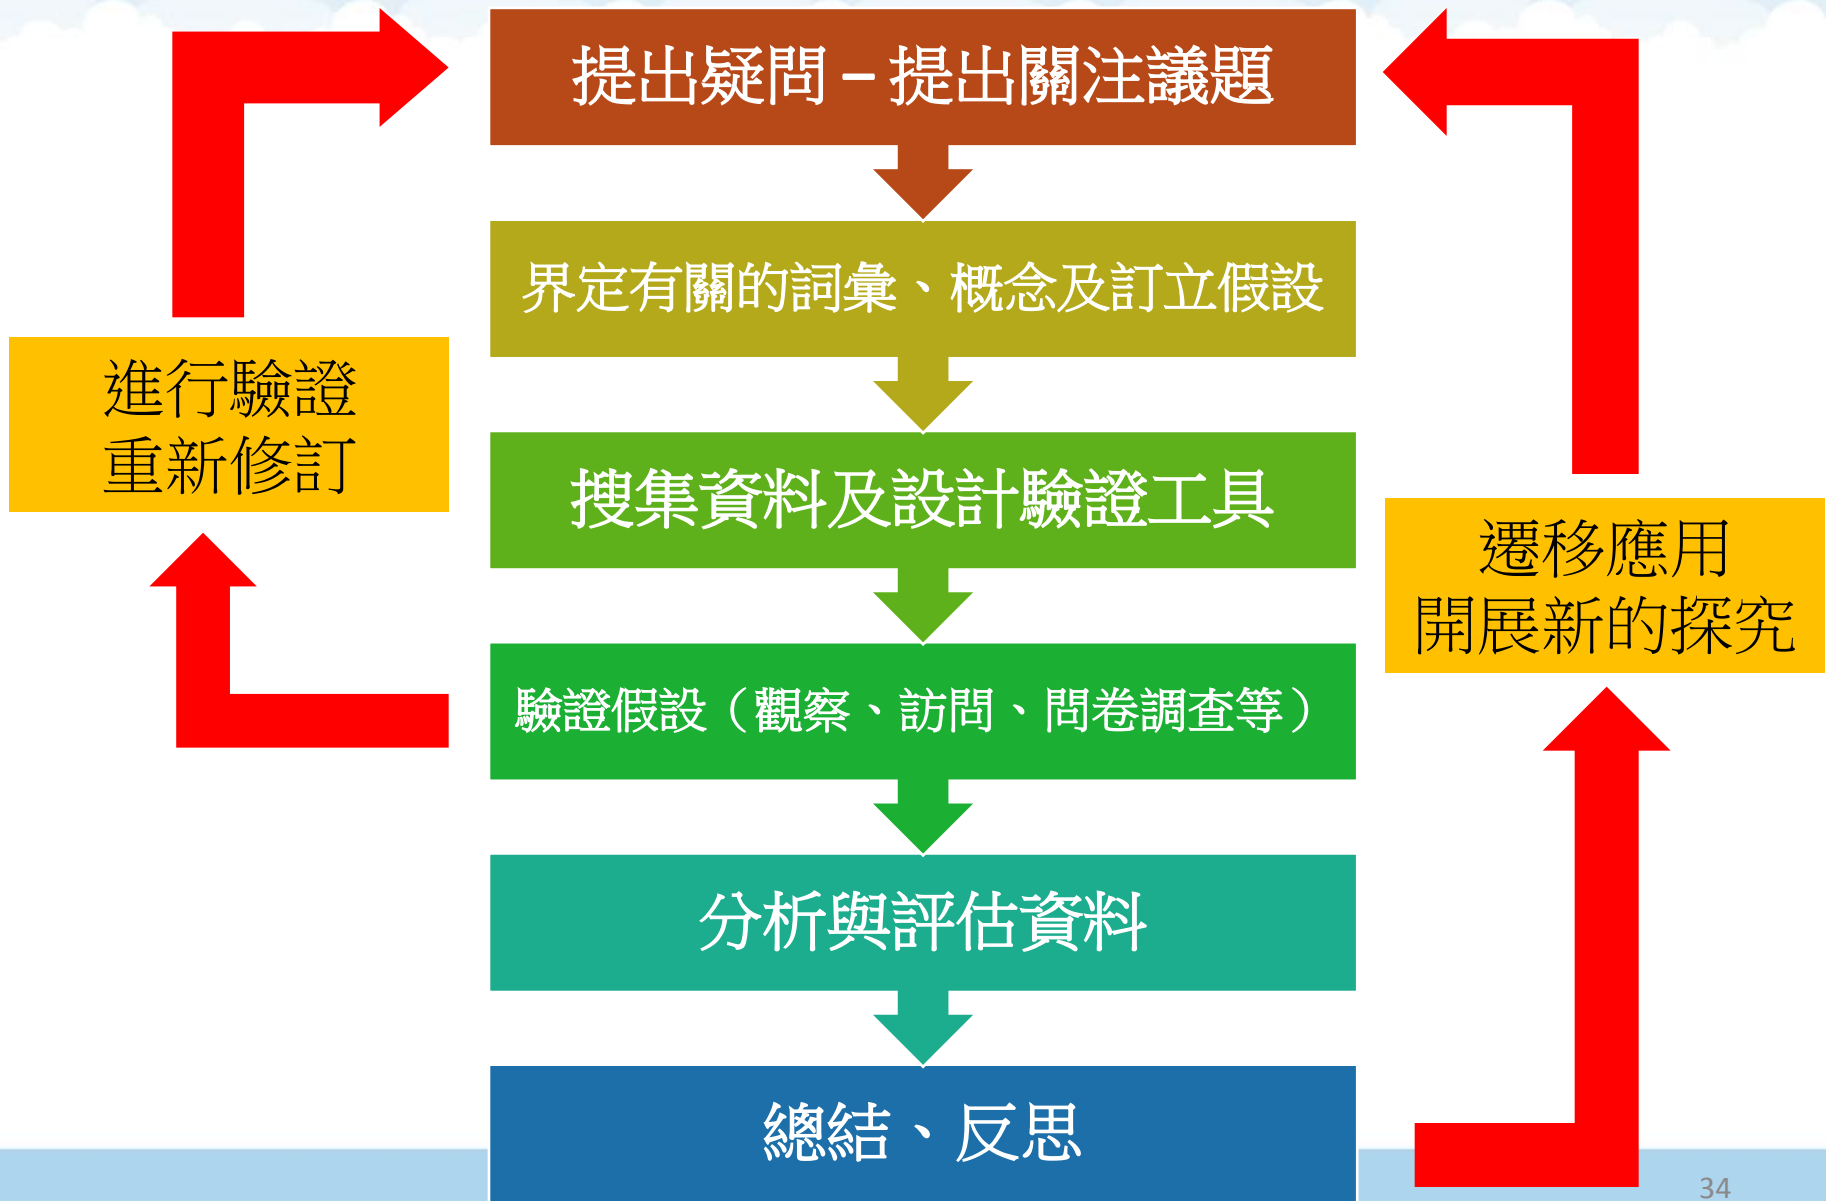 提出疑問 – 提出關注議題
界定有關的詞彙、概念及訂立假設
進行驗證
重新修訂
搜集資料及設計驗證工具
遷移應用
開展新的探究
驗證假設（觀察、訪問、問卷調查等）
分析與評估資料
總結、反思
34